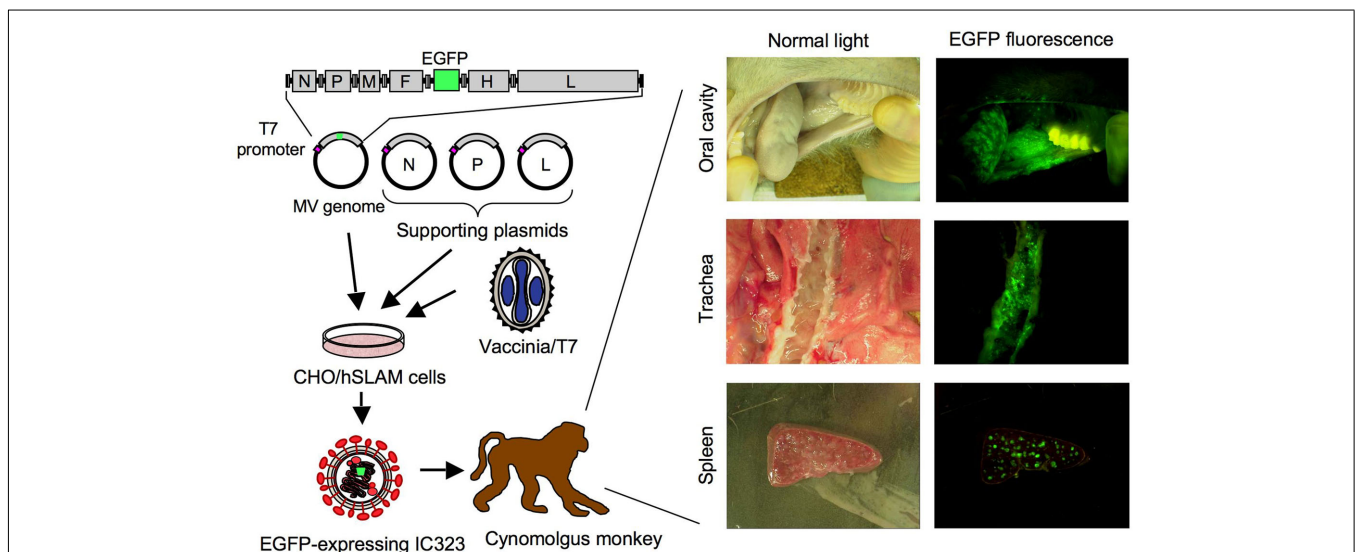 EGFP
N P M F H L
T7
promoter
N P L
MV genome
Supporting plasmids
Vaccinia/T7
CHO/hSLAM cells
EGFP-expressing IC323
Cynomolgus monkey
Normal light
EGFP fluorescence
Oral cavity
Trachea
Spleen